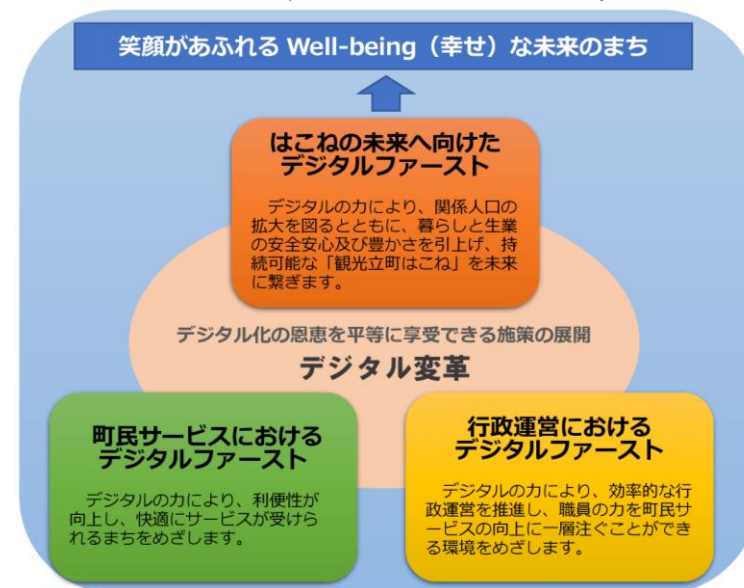 笑顔があふれる Well-being（幸せ）な未来のまち
はこねの未来へ向けた
デジタルファースト
デジタルの力により、関係人口の
拡大を図るとともに、暮らしと生業
の安全安心及び豊かさを引上げ、持
続可能な「観光立町はこね」を未来
に繋ぎます。
デジタル化の恩恵を平等に享受できる施策の展開
デジタル変革
町民サービスにおける
デジタルファースト
デジタルの力により、利便性が
向上し、快適にサービスが受けら
れるまちをめざします。
行政運営における
デジタルファースト
デジタルの力により、効率的な行
政運営を推進し、職員の力を町民サ
ービスの向上に一層注ぐことができ
る環境をめざします。